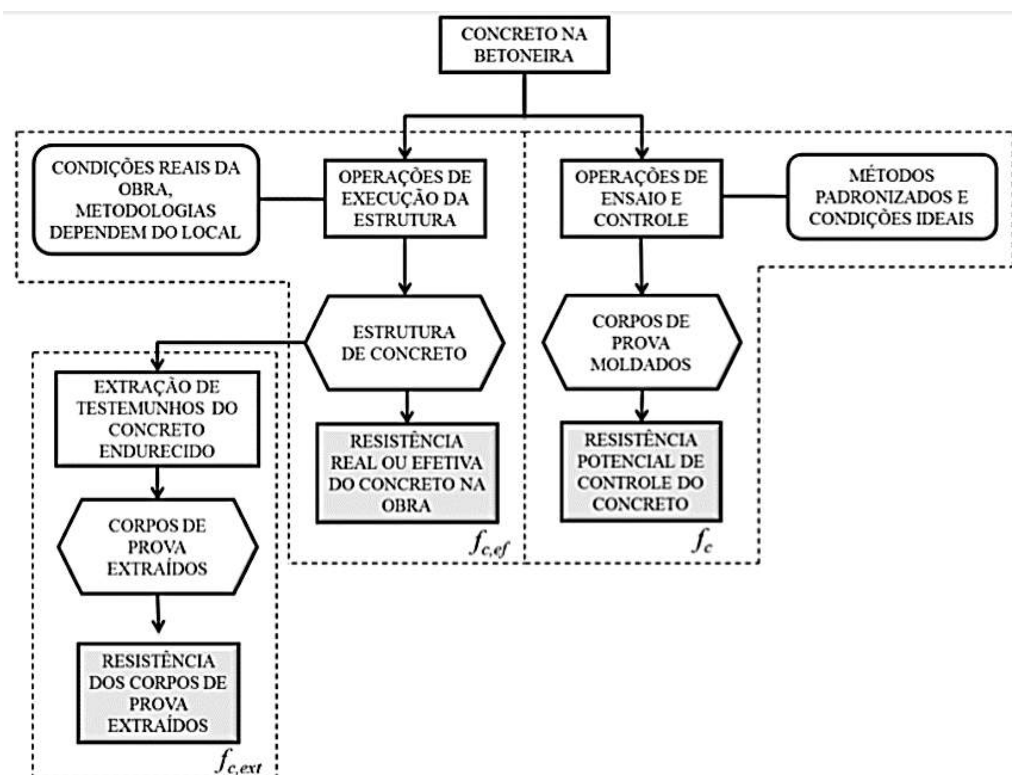 CONCRETO NA
BETONEIRA
CONDIÇÕES REAIS DA
OBRA,
METODOLOGIAS
DEPENDEM DO LOCAL
OPERAÇÕES DE
EXECUÇÃO DA
ESTRUTURA
OPERAÇÕES DE
ENSAIO E
CONTROLE
MÉTODOS
PADRONIZADOS E
CONDIÇÕES IDEAIS
ESTRUTURA
DE CONCRETO
CORPOS DE
PROVA
MOLDADOS
EXTRAÇÃO DE
TESTEMUNHOS DO
CONCRETO
ENDURECIDO
RESISTÊNCIA
REAL OU EFETIVA
DO CONCRETO NA
OBRA
f c,ef
RESISTÊNCIA
POTENCIAL DE
CONTROLE DO
CONCRETO
f c
CORPOS DE
PROVA
EXTRAÍDOS
RESISTÊNCIA
DOS CORPOS DE
PROVA
EXTRAÍDOS
f c,ext